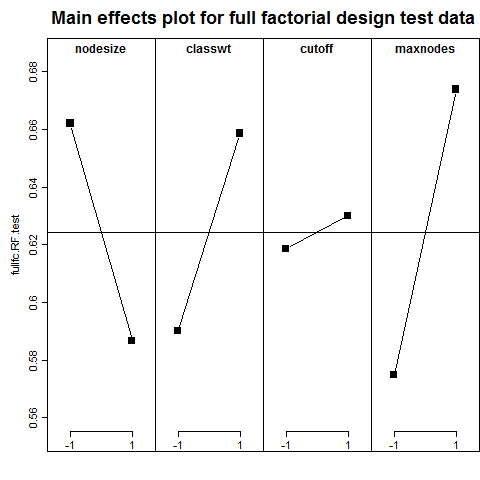 Main effects plot for full factorial design test data
nodesize classwt cutoff maxnodes
0.68
0.66
0.64
0.62
0.6
0.58
0.56
fullfc.RF.test
-1 1 -1 1 -1 1 -1 1